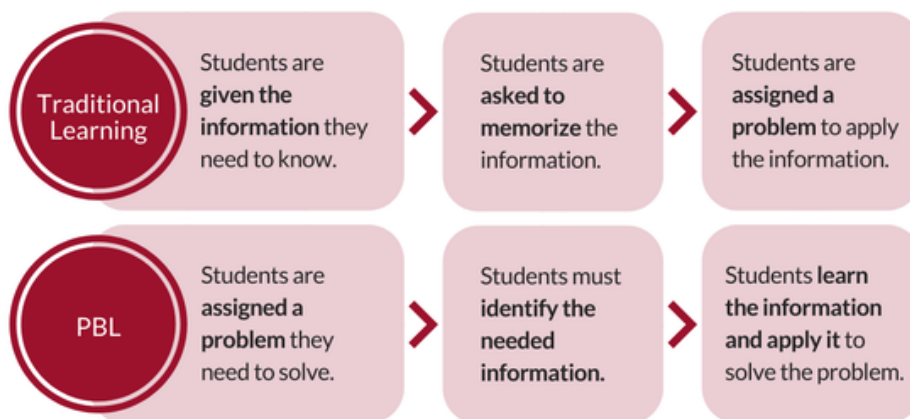 Traditional
Learning
Students are
given the
information they
need to know.
Students are
asked to
memorize the
information.
Students are
assigned a
problem to apply
the information.
PBL
Students are
assigned a
problem they
need to solve.
Students must
identify the
needed
information.
Students learn
the information
and apply it to
solve the problem.